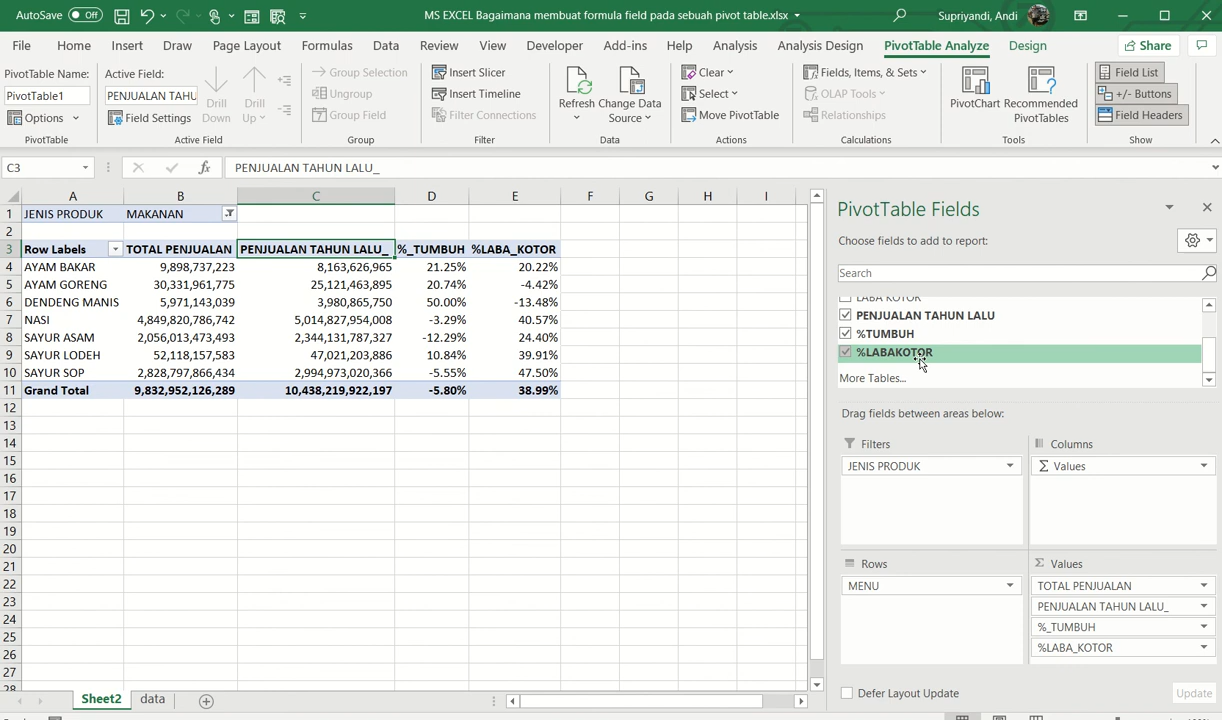 AutoSave Off MS EXCEL Bagaimana membuat formula field pada sebuah pivot table.xlsx Supriyandi, Andi
File Home Insert Draw Page Layout Formulas Data Review View Developer Add-ins Help Analysis Analysis Design PivotTable Analyze Design Share
PivotTable Name:
PivotTable1
Options
PivotTable
Active Field:
PENJUALAN TAHU
Field Settings
Drill Down
Drill Up
Active Field
Group Selection
Ungroup
Group Field
Group
Insert Slicer
Insert Timeline
Filter Connections
Filter
Refresh
Change Data Source
Data
Clear
Select
Move PivotTable
Actions
Fields, Items, & Sets
OLAP Tools
Relationships
Calculations
PivotChart
Recommended PivotTables
Tools
Field List
+/- Buttons
Field Headers
Show
C3 fx PENJUALAN TAHUN LALU_
A B C D E F G H I
1 JENIS PRODUK MAKANAN
2
3 Row Labels TOTAL PENJUALAN PENJUALAN TAHUN LALU_ %_TUMBUH %LABA_KOTOR
4 AYAM BAKAR 9,898,737,223 8,163,626,965 21.25% 20.22%
5 AYAM GORENG 30,331,961,775 25,121,463,895 20.74% -4.42%
6 DENDENG MANIS 5,971,143,039 3,980,865,750 50.00% -13.48%
7 NASI 4,849,820,786,742 5,014,827,954,008 -3.29% 40.57%
8 SAYUR ASAM 2,056,013,473,493 2,344,131,787,327 -12.29% 24.40%
9 SAYUR LODEH 52,118,157,583 47,021,203,886 10.84% 39.91%
10 SAYUR SOP 2,828,797,866,434 2,994,973,020,366 -5.55% 47.50%
11 Grand Total 9,832,952,126,289 10,438,219,922,197 -5.80% 38.99%
12
13
14
15
16
17
18
19
20
21
22
23
24
25
26
27
28
Sheet2 data
PivotTable Fields
Choose fields to add to report:
Search
LABA KOTOR
PENJUALAN TAHUN LALU
%TUMBUH
%LABAKOTOR
More Tables...
Drag fields between areas below:
Filters
JENIS PRODUK
Columns
Σ Values
Rows
MENU
Σ Values
TOTAL PENJUALAN
PENJUALAN TAHUN LALU_
%_TUMBUH
%LABA_KOTOR
Defer Layout Update
Update